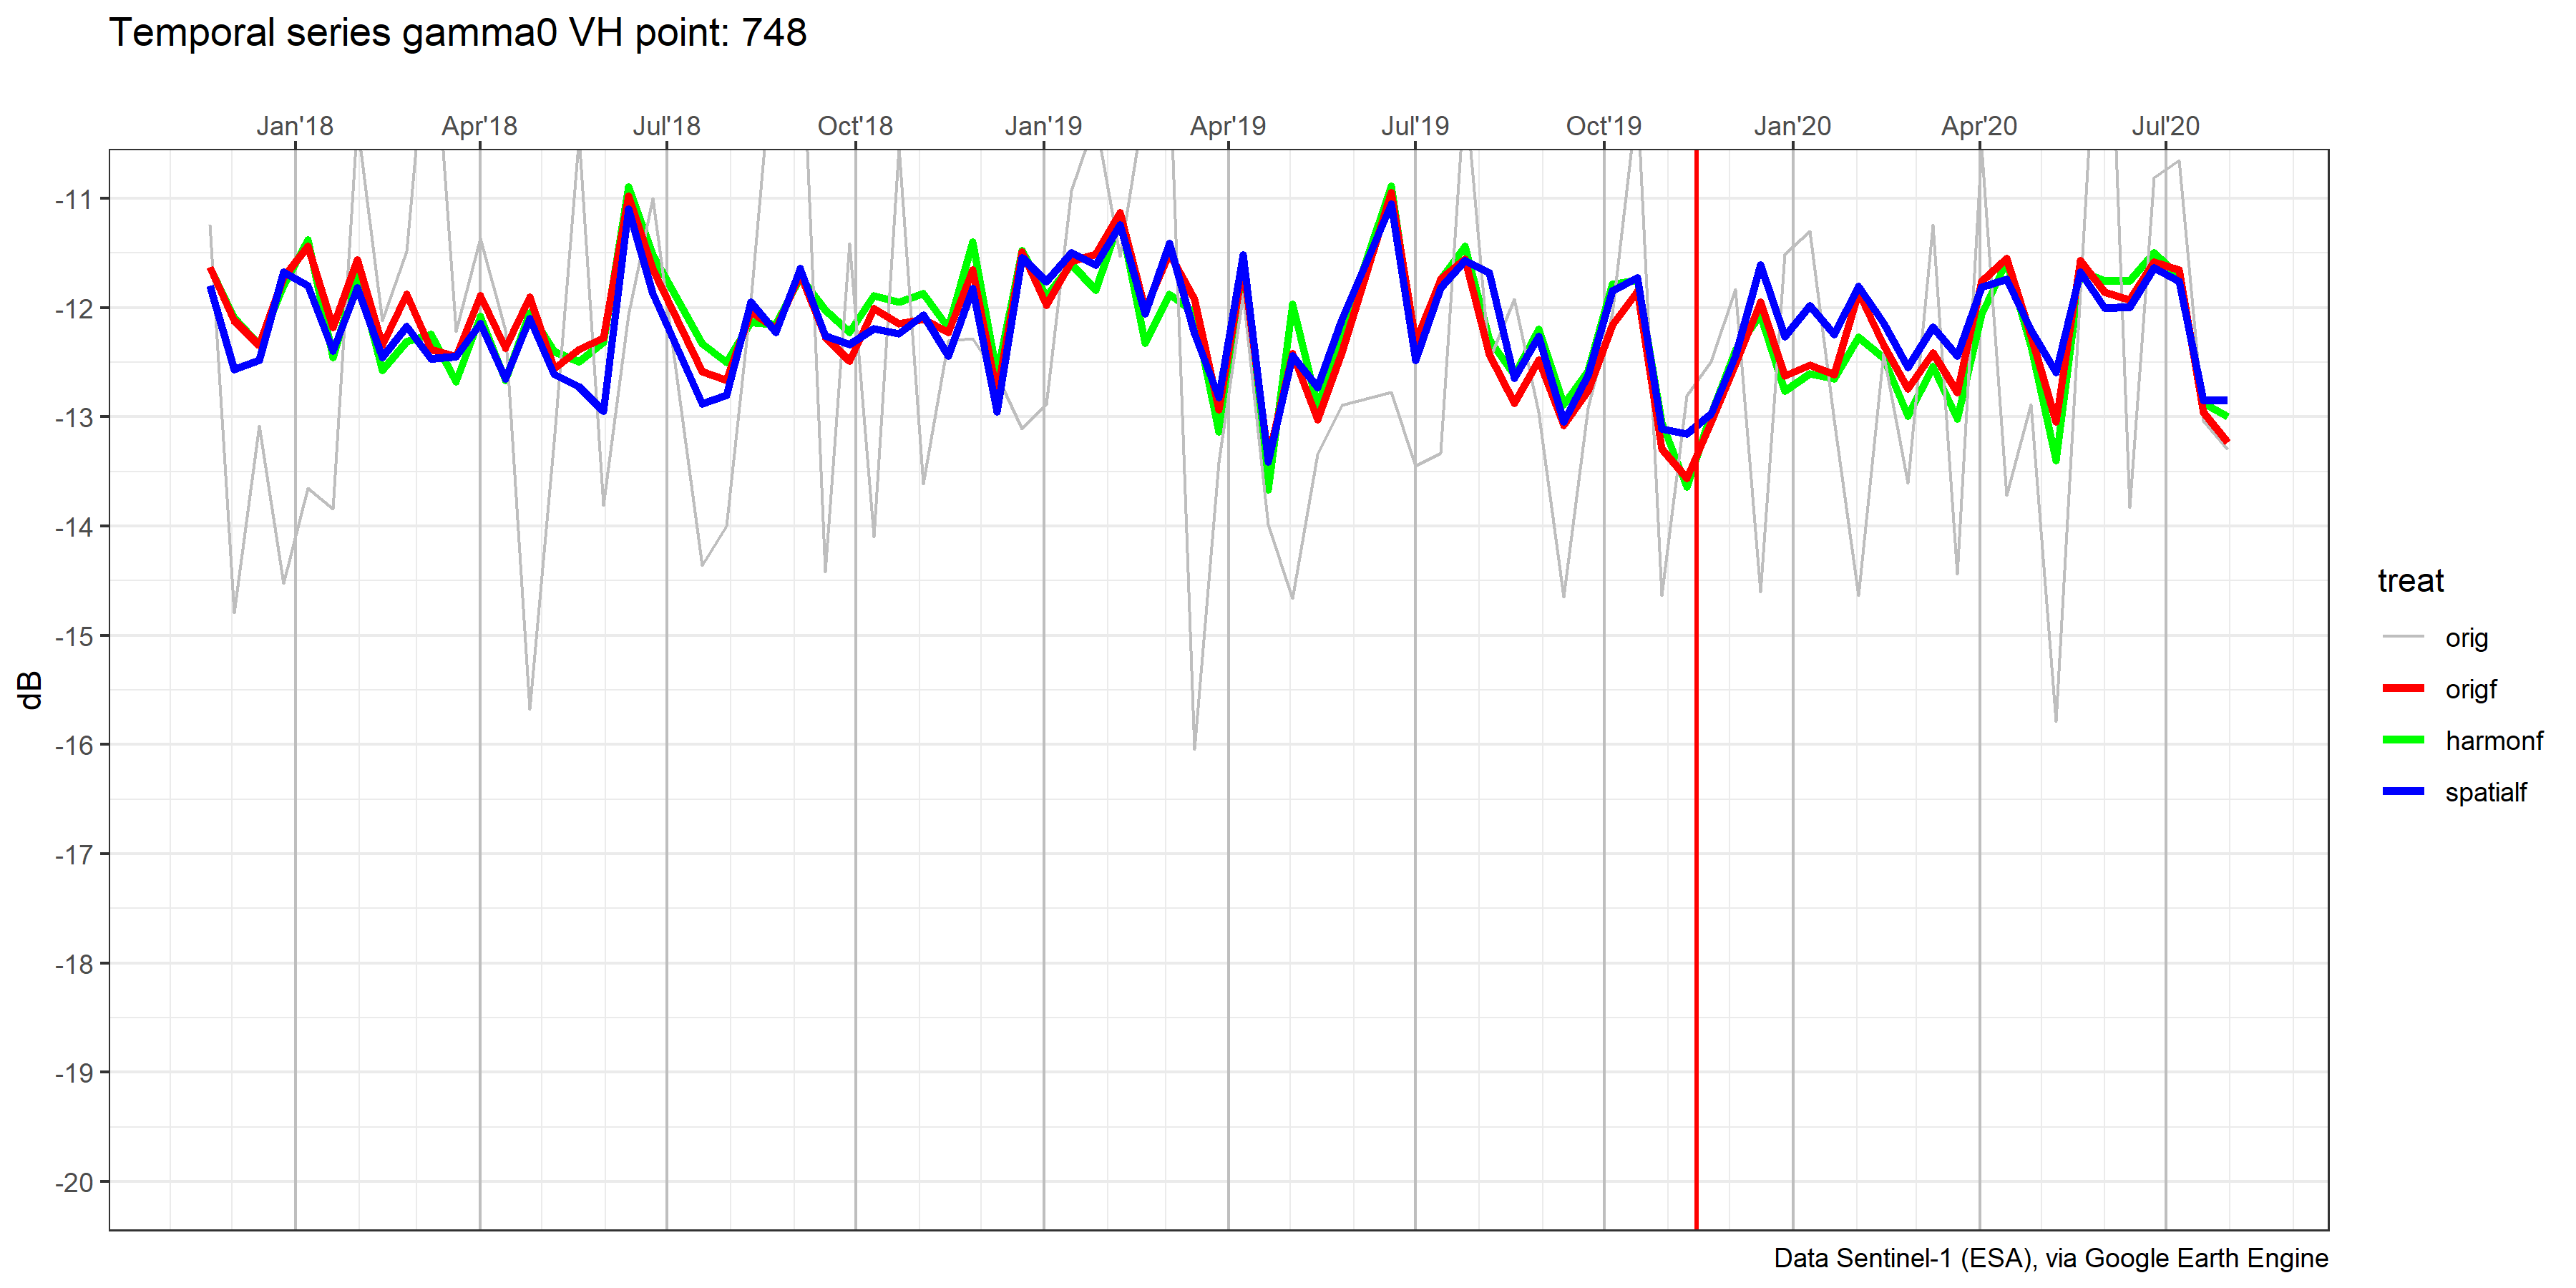 Temporal series gamma0 VH point: 748
Jan'18 Apr'18 Jul'18 Oct'18 Jan'19 Apr'19 Jul'19 Oct'19 Jan'20 Apr'20 Jul'20
-11
-12
-13
-14
-15
-16
-17
-18
-19
-20
dB
treat
orig
origf
harmonf
spatialf
Data Sentinel-1 (ESA), via Google Earth Engine